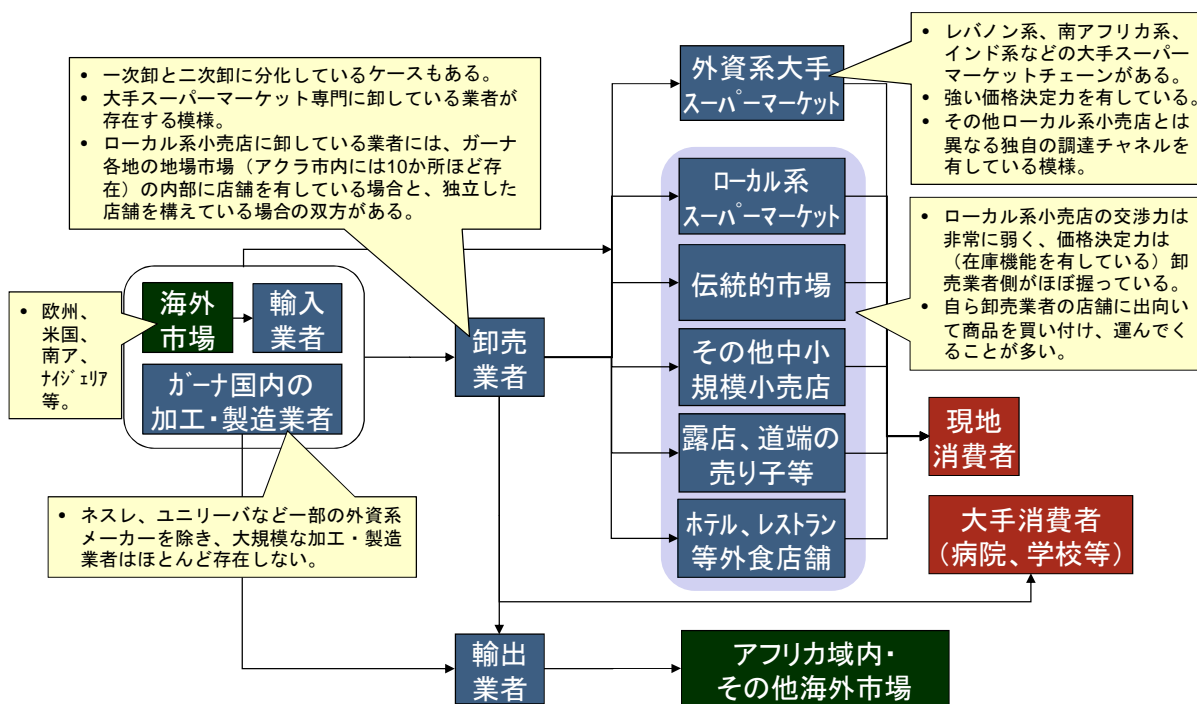 • 一次卸と二次卸に分化しているケースもある。
• 大手スーパーマーケット専門に卸している業者が
存在する模様。
• ローカル系小売店に卸している業者には、ガーナ
各地の地場市場（アクラ市内には10か所ほど存
在）の内部に店舗を有している場合と、独立した
店舗を構えている場合の双方がある。
外資系大手
スーパーマーケット
• レバノン系、南アフリカ系、
インド系などの大手スーパー
マーケットチェーンがある。
• 強い価格決定力を有している。
• その他ローカル系小売店とは
異なる独自の調達チャネルを
有している模様。
ローカル系
スーパーマーケット
• ローカル系小売店の交渉力は
非常に弱く、価格決定力は
（在庫機能を有している）卸
売業者側がほぼ握っている。
• 自ら卸売業者の店舗に出向い
て商品を買い付け、運んでく
ることが多い。
伝統的市場
• 欧州、
米国、
南ア、
ﾅｲｼﾞｪﾘｱ
等。
海外
市場
輸入
業者
卸売
業者
その他中小
規模小売店
ガーナ国内の
加工・製造業者
露店、道端の
売り子等
現地
消費者
• ネスレ、ユニリーバなど一部の外資系
メーカーを除き、大規模な加工・製造
業者はほとんど存在しない。
ホテル、レストラン
等外食店舗
大手消費者
（病院、学校等）
輸出
業者
アフリカ域内・
その他海外市場